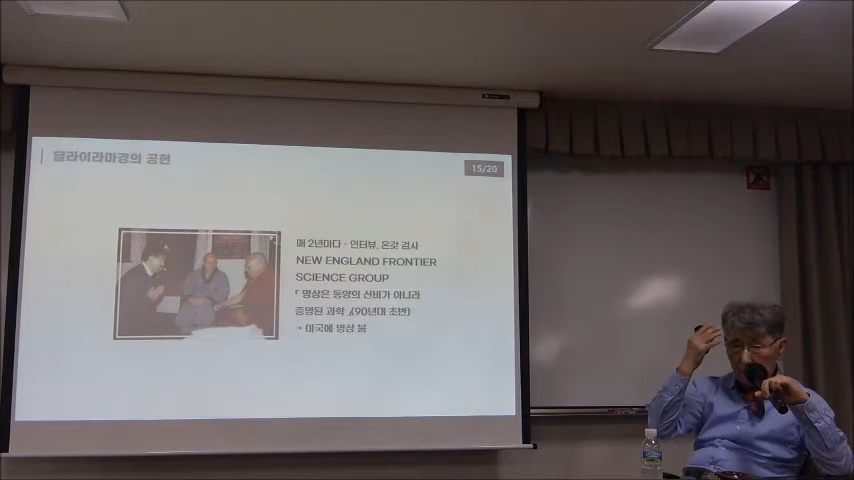 달라이라마경의 공헌
15/20
매 2년마다 - 인터뷰, 온갖 검사
NEW ENGLAND FRONTIER
SCIENCE GROUP
「 명상은 동양의 신비가 아니라
증명된 과학 」(90년대 초반)
→ 미국에 명상 붐